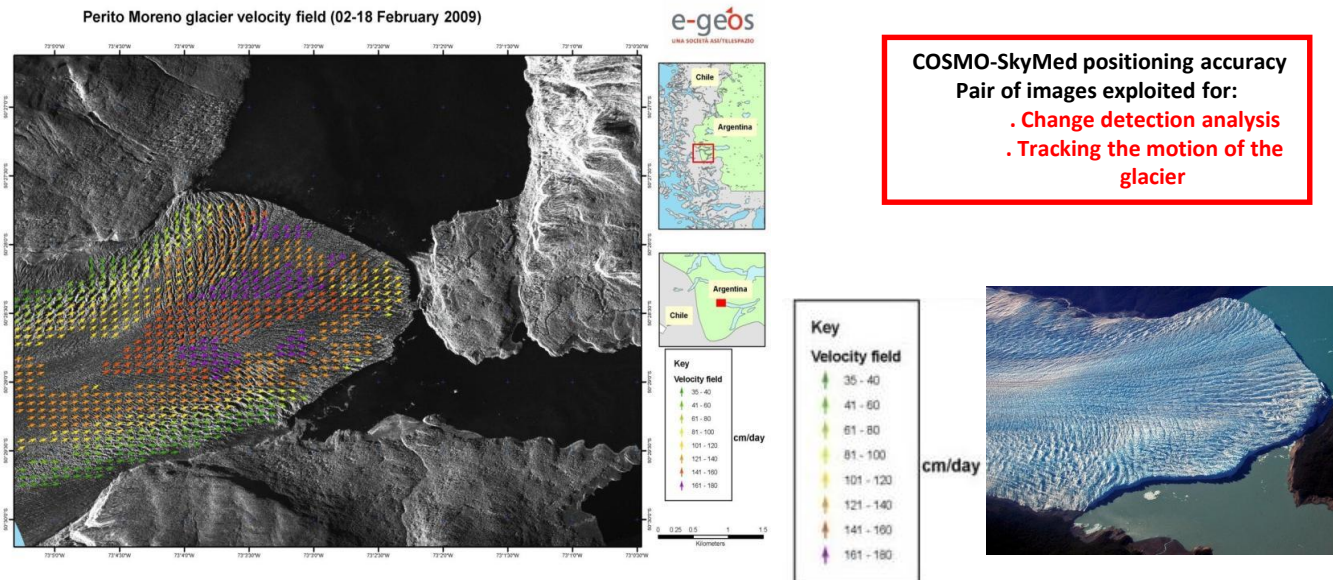 Perito Moreno glacier velocity field (02-18 February 2009)
e-geos
UNA SOCIETÀ ASI/TELESPAZIO
COSMO-SkyMed positioning accuracy
Pair of images exploited for:
. Change detection analysis
. Tracking the motion of the
glacier
Chile
Argentina
Argentina
Chile
Key
Velocity field
35 - 40
41 - 60
61 - 80
81 - 100
101 - 120
121 - 140
141 - 160
161 - 180
cm/day
0 0.25 0.5 1 1.5
Kilometers
Key
Velocity field
35 - 40
41 - 60
61 - 80
81 - 100
101 - 120
121 - 140
141 - 160
161 - 180
cm/day